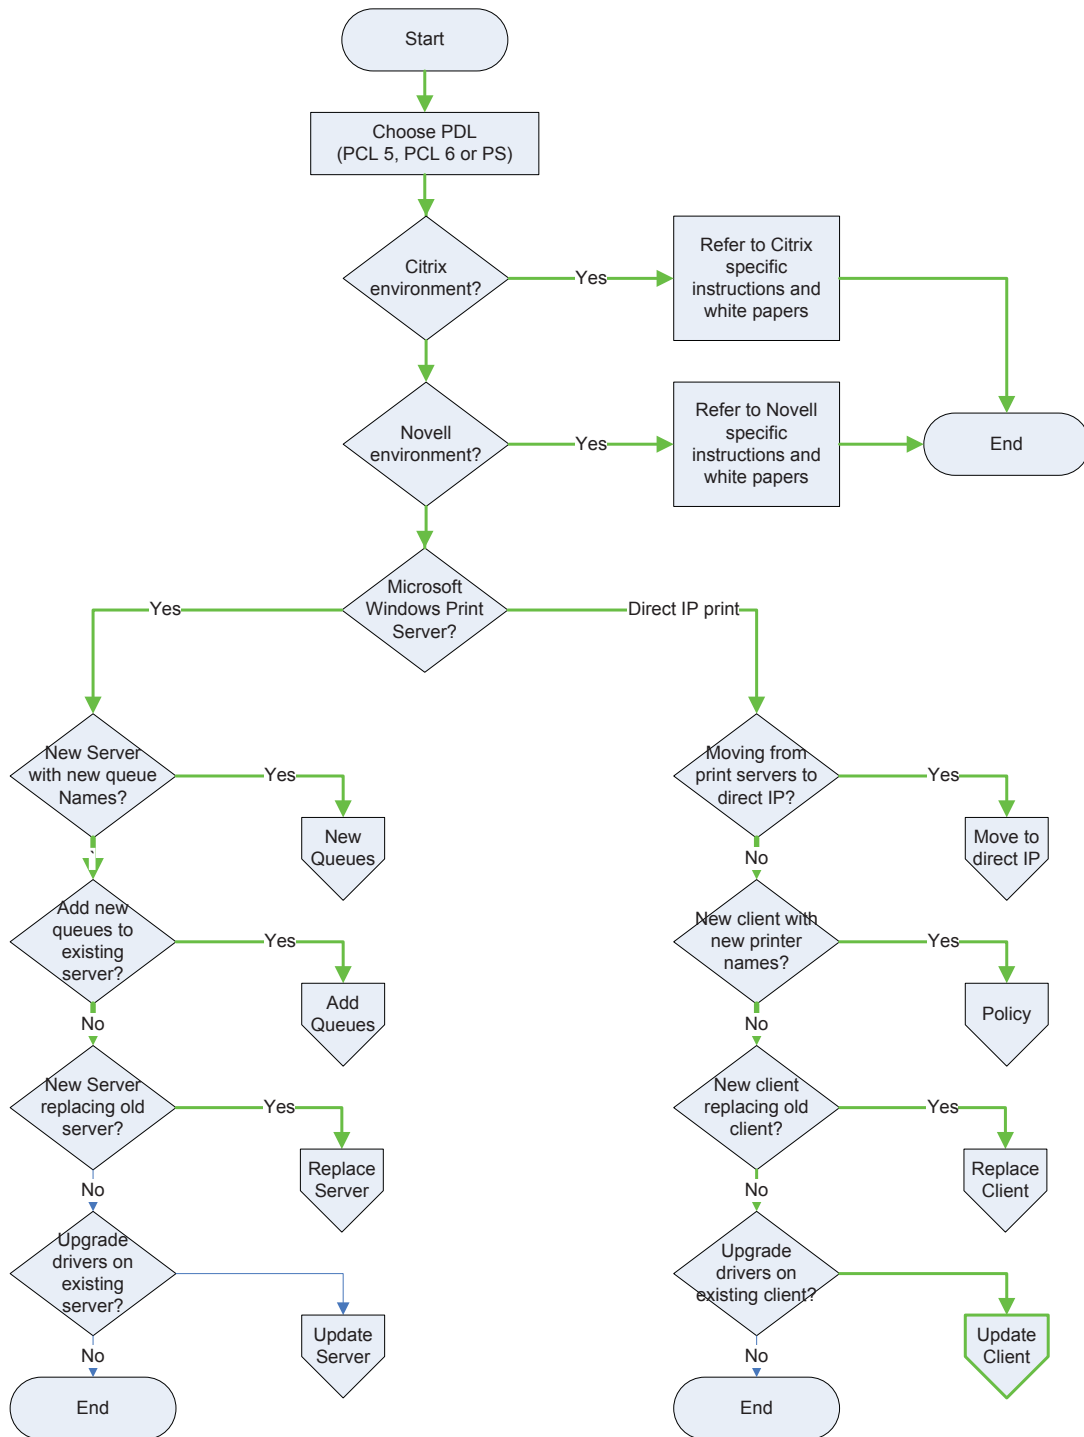 Start
Choose PDL
(PCL 5, PCL 6 or PS)
Citrix
environment?
Yes
Refer to Citrix
specific
instructions and
white papers
Novell
environment?
Yes
Refer to Novell
specific
instructions and
white papers
End
Microsoft
Windows Print
Server?
Yes
Direct IP print
New Server
with new queue
Names?
Yes
New
Queues
Moving from
print servers to
direct IP?
Yes
Move to
direct IP
No
Add new
queues to
existing
server?
Yes
Add
Queues
New client with
new printer
names?
Yes
Policy
No
No
New Server
replacing old
server?
Yes
Replace
Server
New client
replacing old
client?
Yes
Replace
Client
No
No
Upgrade
drivers on
existing
server?
Update
Server
Upgrade
drivers on
existing client?
Update
Client
No
No
End
End